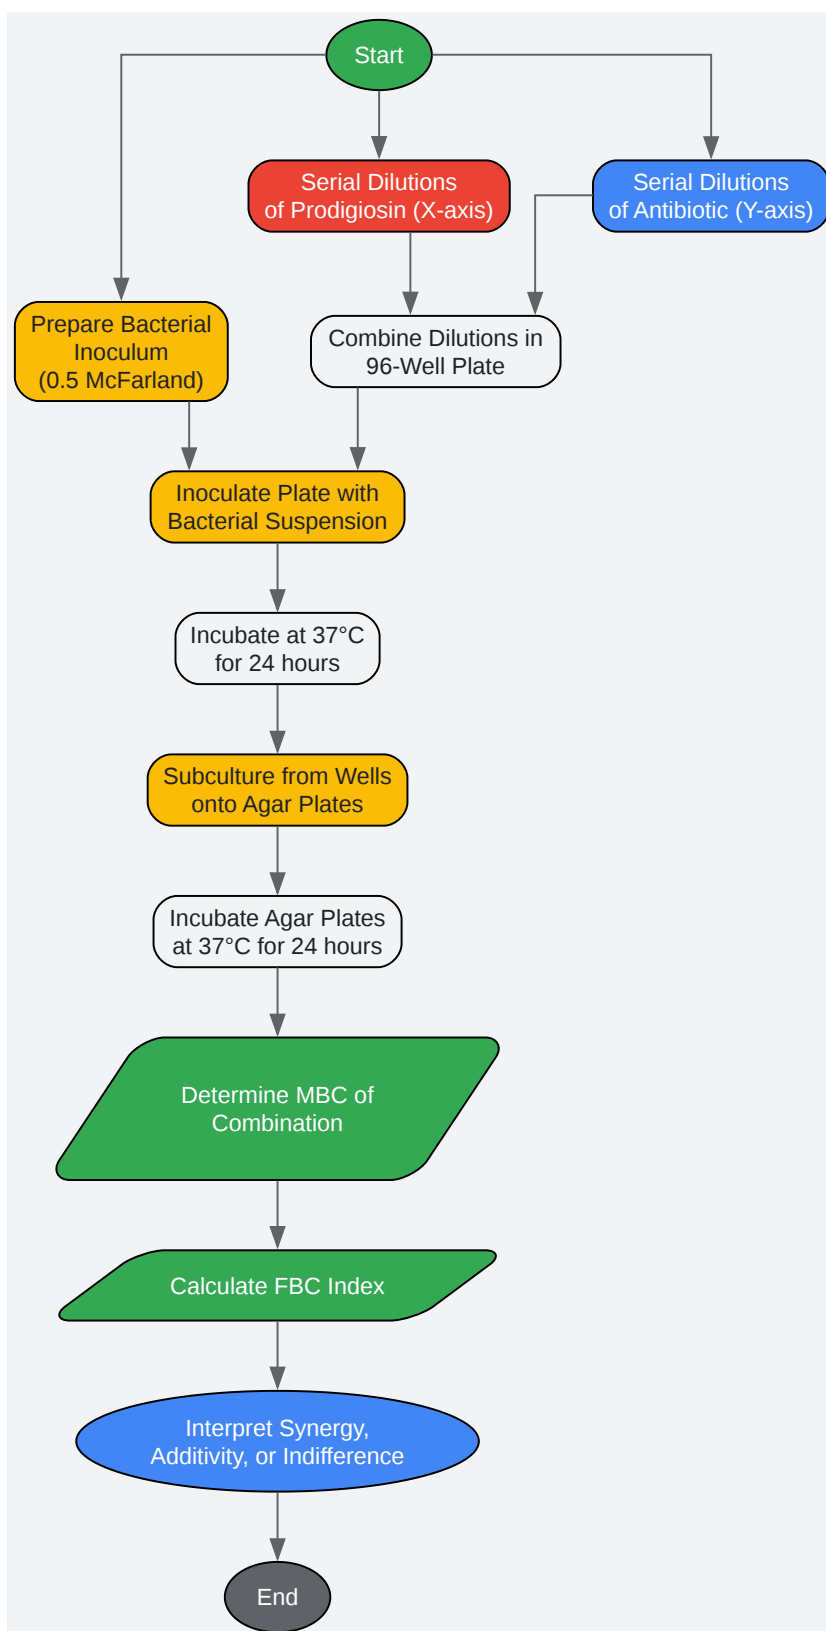 Start
Serial Dilutions
of Prodigiosin (X-axis)
Serial Dilutions
of Antibiotic (Y-axis)
Prepare Bacterial
Inoculum
(0.5 McFarland)
Combine Dilutions in
96-Well Plate
Inoculate Plate with
Bacterial Suspension
Incubate at 37°C
for 24 hours
Subculture from Wells
onto Agar Plates
Incubate Agar Plates
at 37°C for 24 hours
Determine MBC of
Combination
Calculate FBC Index
Interpret Synergy,
Additivity, or Indifference
End